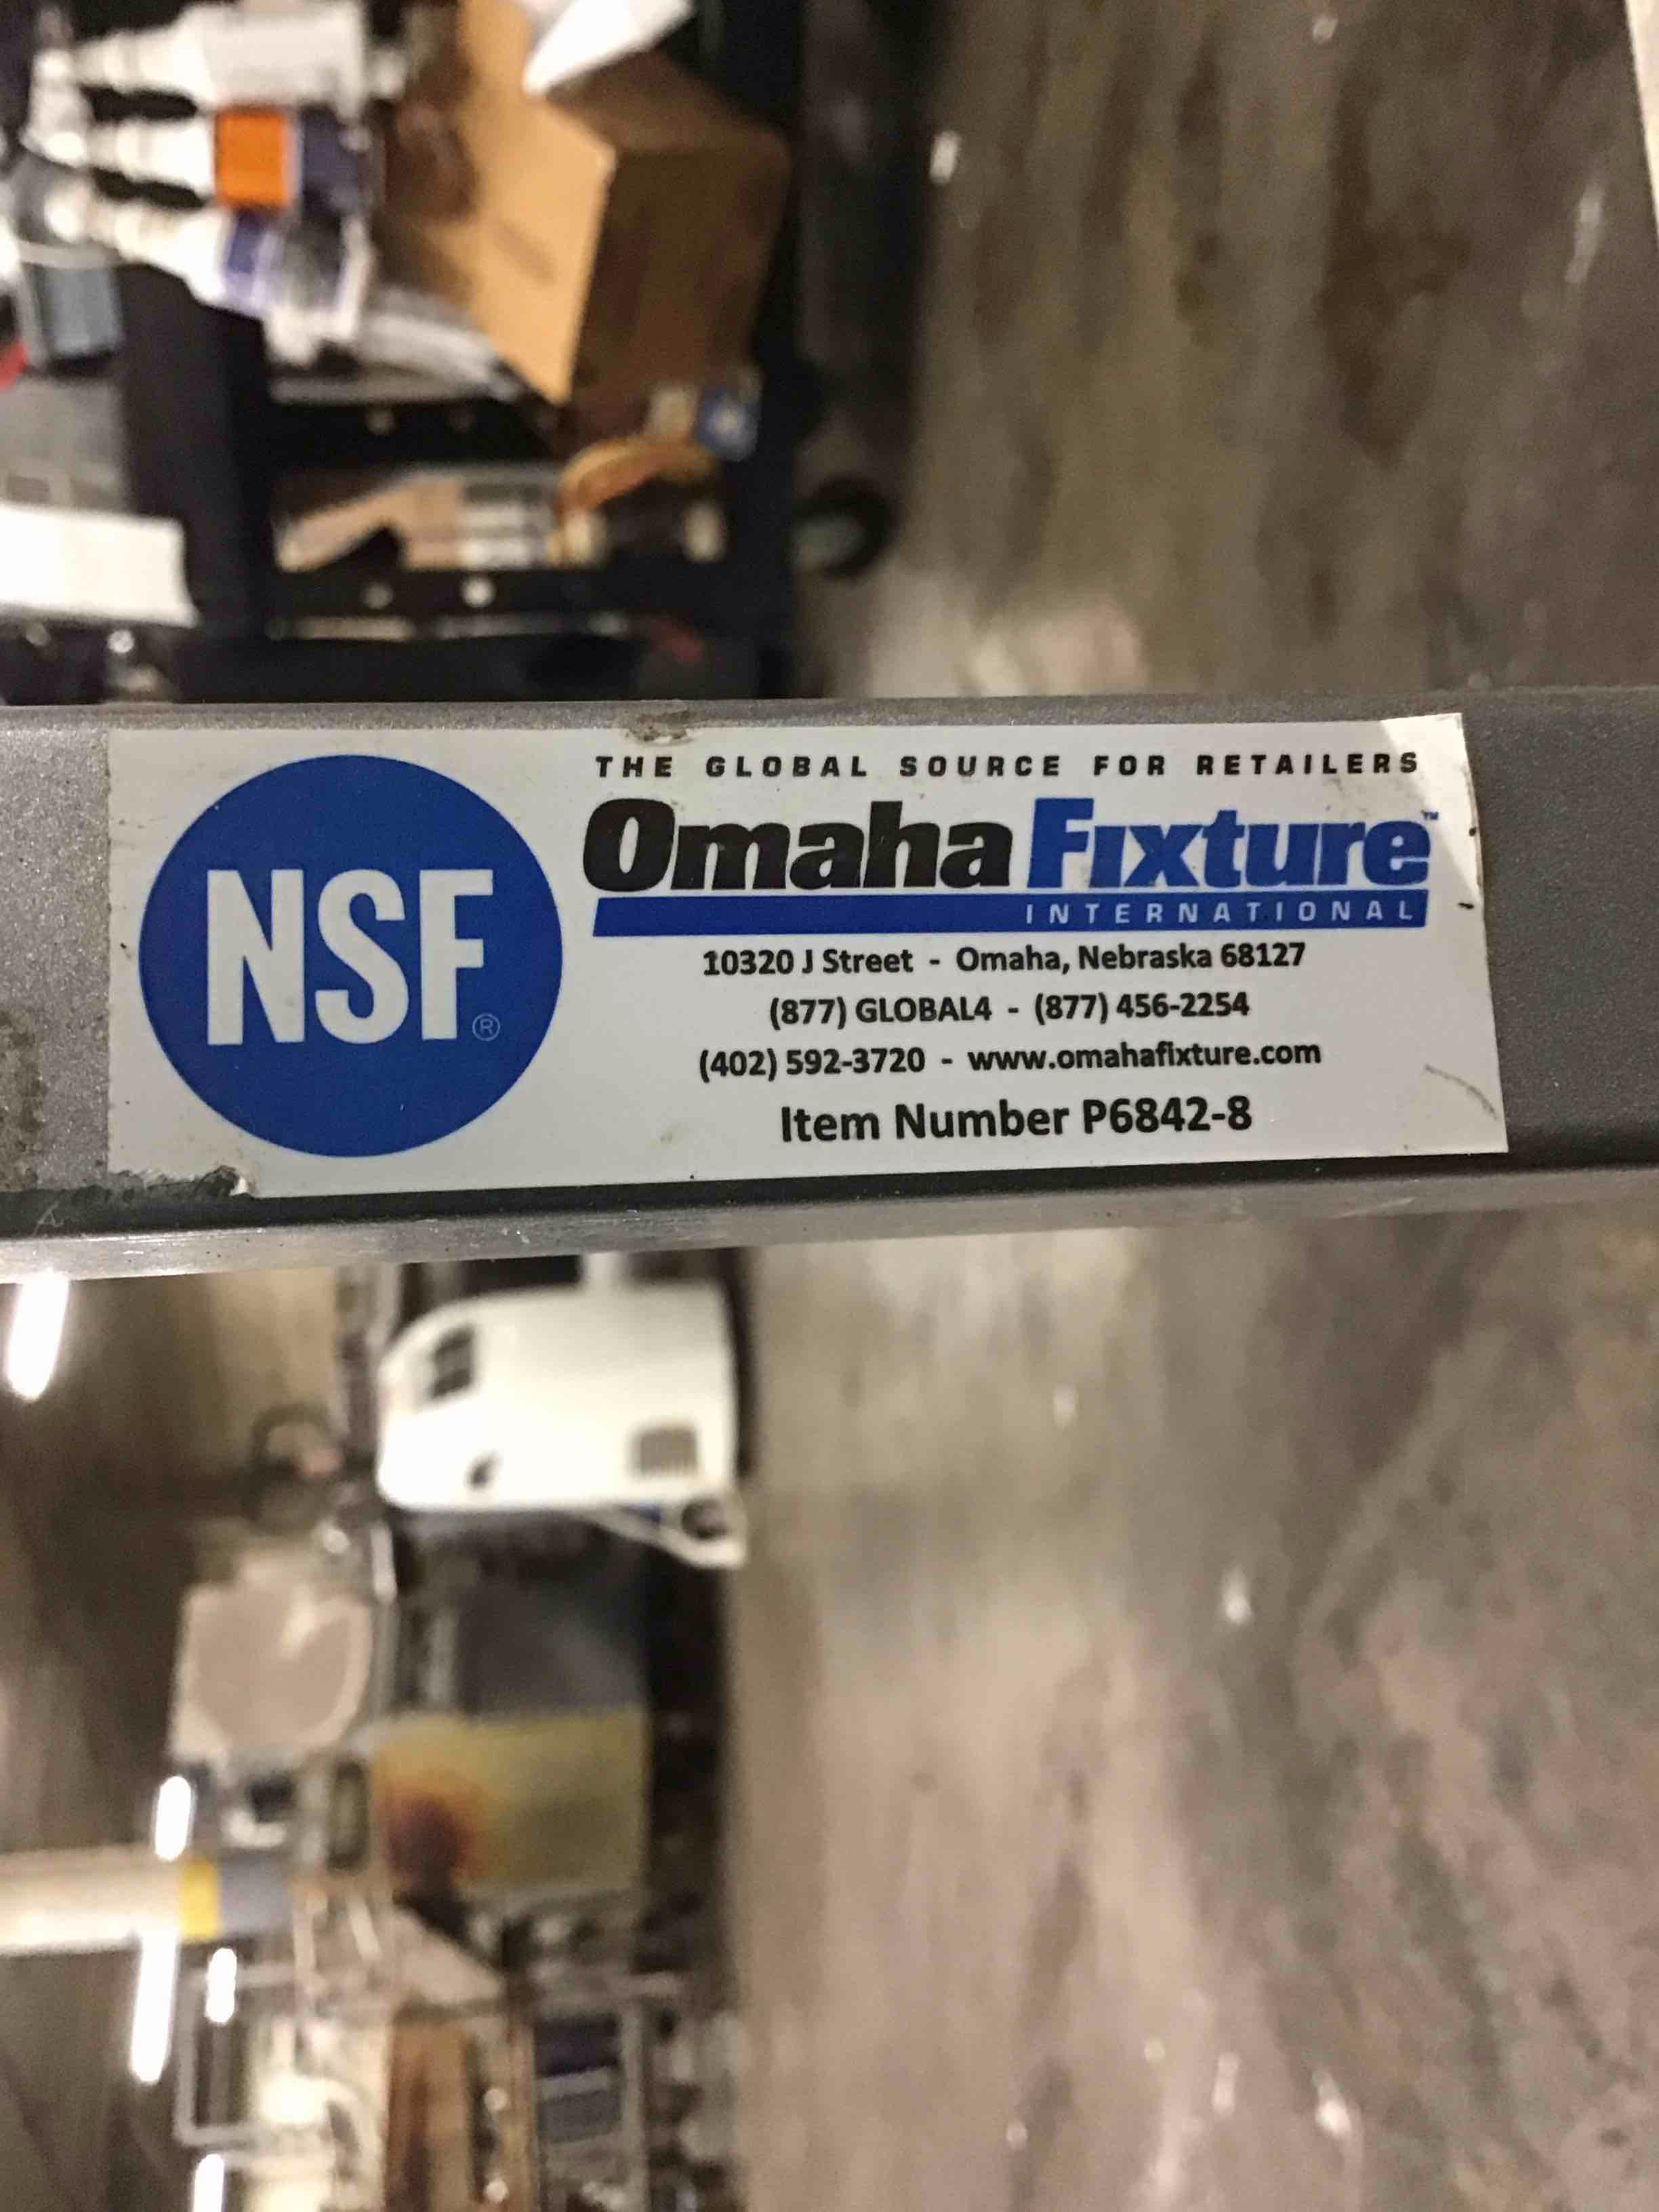 NSF®
THE GLOBAL SOURCE FOR RETAILERS
Omaha Fixture™
INTERNATIONAL
10320 J Street - Omaha, Nebraska 68127
(877) GLOBAL4 - (877) 456-2254
(402) 592-3720 - www.omahafixture.com
Item Number P6842-8